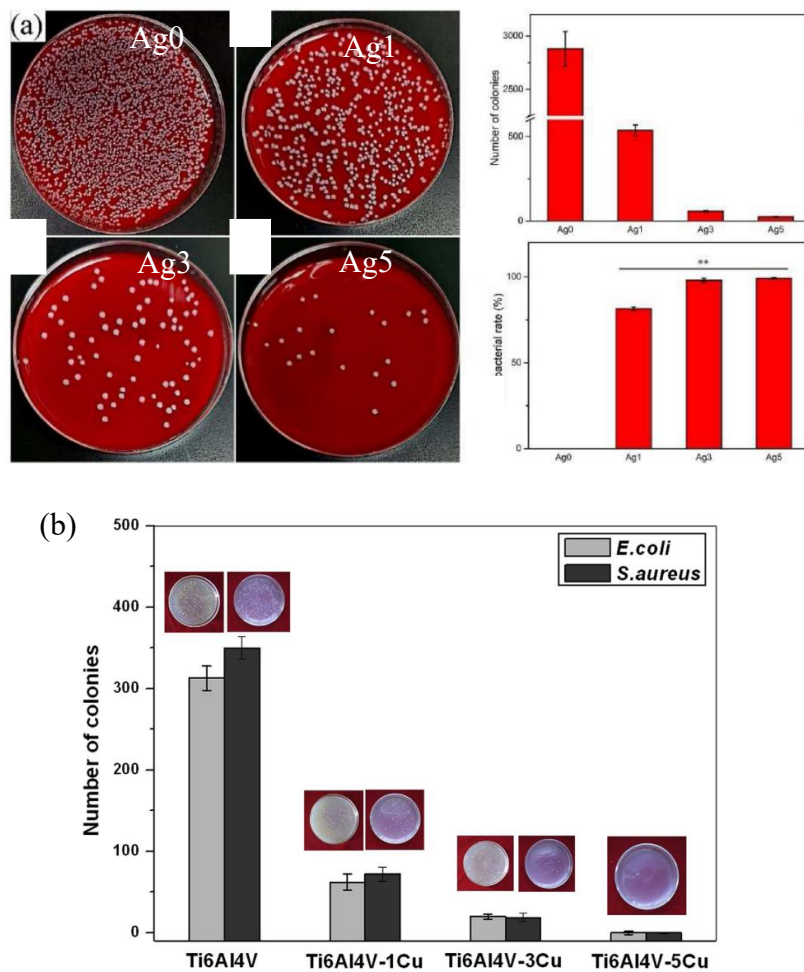 (a)
Ag0
Ag1
Ag3
Ag5
Number of colonies
3000
2500
500
0
Ag0 Ag1 Ag3 Ag5
bacterial rate (%)
100
50
0
**
Ag0 Ag1 Ag3 Ag5
(b)
Number of colonies
500
400
300
200
100
0
E.coli
S.aureus
Ti6Al4V Ti6Al4V-1Cu Ti6Al4V-3Cu Ti6Al4V-5Cu